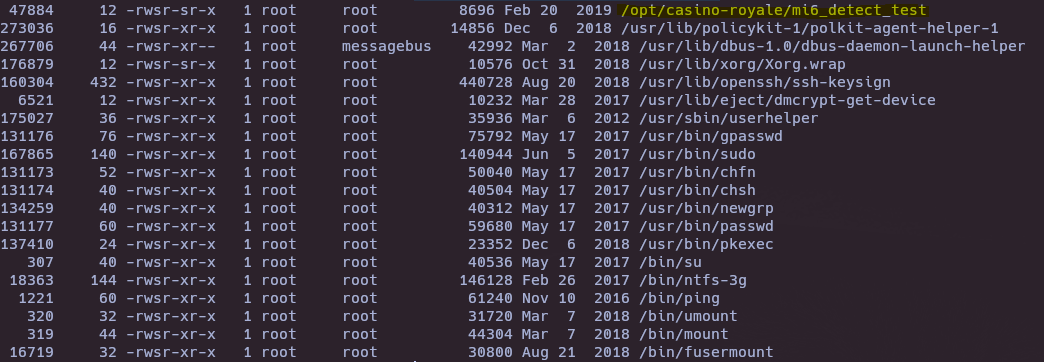 47884 12 -rwsr-sr-x 1 root root 8696 Feb 20 2019 /opt/casino-royale/mi6_detect_test
273036 16 -rwsr-xr-x 1 root root 14856 Dec 6 2018 /usr/lib/policykit-1/polkit-agent-helper-1
267706 44 -rwsr-xr-- 1 root messagebus 42992 Mar 2 2018 /usr/lib/dbus-1.0/dbus-daemon-launch-helper
176879 12 -rwsr-sr-x 1 root root 10576 Oct 31 2018 /usr/lib/xorg/Xorg.wrap
160304 432 -rwsr-xr-x 1 root root 440728 Aug 20 2018 /usr/lib/openssh/ssh-keysign
6521 12 -rwsr-xr-x 1 root root 10232 Mar 28 2017 /usr/lib/eject/dmcrypt-get-device
175027 36 -rwsr-xr-x 1 root root 35936 Mar 6 2012 /usr/sbin/userhelper
131176 76 -rwsr-xr-x 1 root root 75792 May 17 2017 /usr/bin/gpasswd
167865 140 -rwsr-xr-x 1 root root 140944 Jun 5 2017 /usr/bin/sudo
131173 52 -rwsr-xr-x 1 root root 50040 May 17 2017 /usr/bin/chfn
131174 40 -rwsr-xr-x 1 root root 40504 May 17 2017 /usr/bin/chsh
134259 40 -rwsr-xr-x 1 root root 40312 May 17 2017 /usr/bin/newgrp
131177 60 -rwsr-xr-x 1 root root 59680 May 17 2017 /usr/bin/passwd
137410 24 -rwsr-xr-x 1 root root 23352 Dec 6 2018 /usr/bin/pkexec
307 40 -rwsr-xr-x 1 root root 40536 May 17 2017 /bin/su
18363 144 -rwsr-xr-x 1 root root 146128 Feb 26 2017 /bin/ntfs-3g
1221 60 -rwsr-xr-x 1 root root 61240 Nov 10 2016 /bin/ping
320 32 -rwsr-xr-x 1 root root 31720 Mar 7 2018 /bin/umount
319 44 -rwsr-xr-x 1 root root 44304 Mar 7 2018 /bin/mount
16719 32 -rwsr-xr-x 1 root root 30800 Aug 21 2018 /bin/fusermount